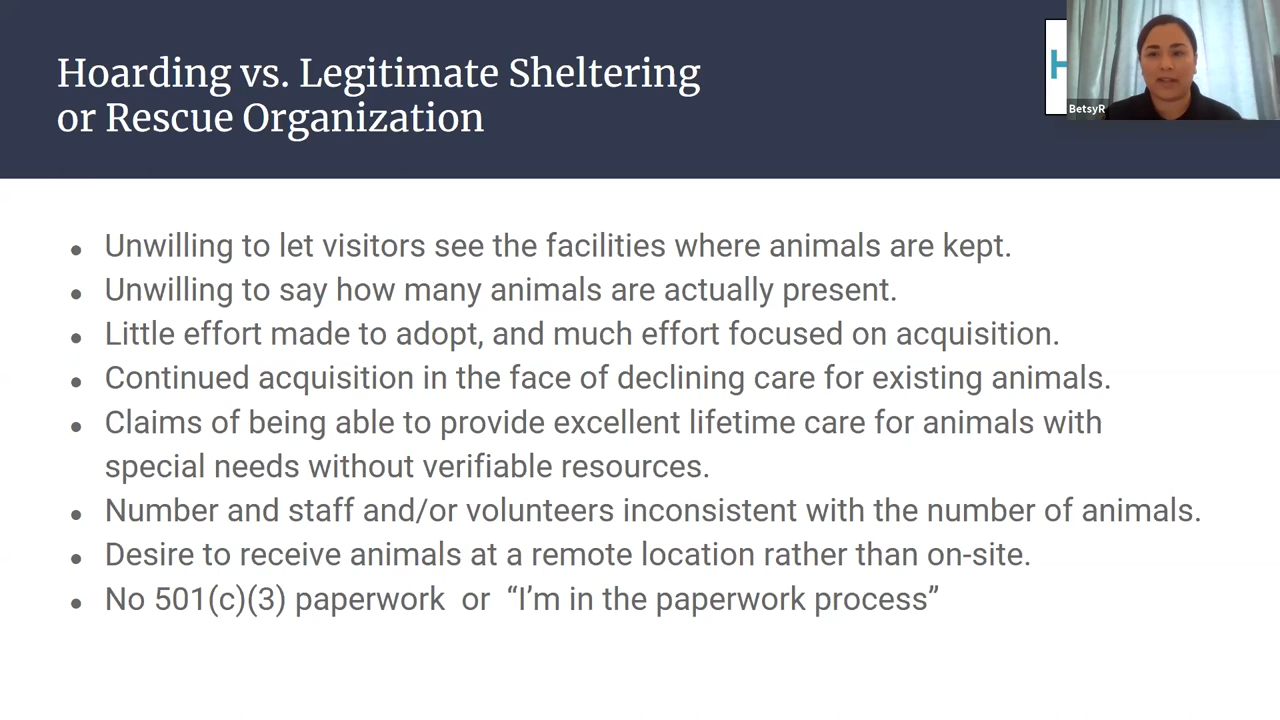 Hoarding vs. Legitimate Sheltering
or Rescue Organization
H
BetsyR
● Unwilling to let visitors see the facilities where animals are kept.
● Unwilling to say how many animals are actually present.
● Little effort made to adopt, and much effort focused on acquisition.
● Continued acquisition in the face of declining care for existing animals.
● Claims of being able to provide excellent lifetime care for animals with
special needs without verifiable resources.
● Number and staff and/or volunteers inconsistent with the number of animals.
● Desire to receive animals at a remote location rather than on-site.
● No 501(c)(3) paperwork or “I’m in the paperwork process”